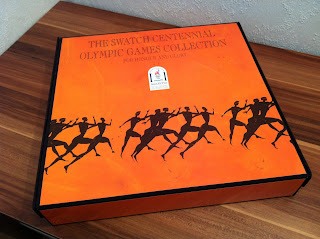 THE SWATCH CENTENNIAL
OLYMPIC GAMES COLLECTION